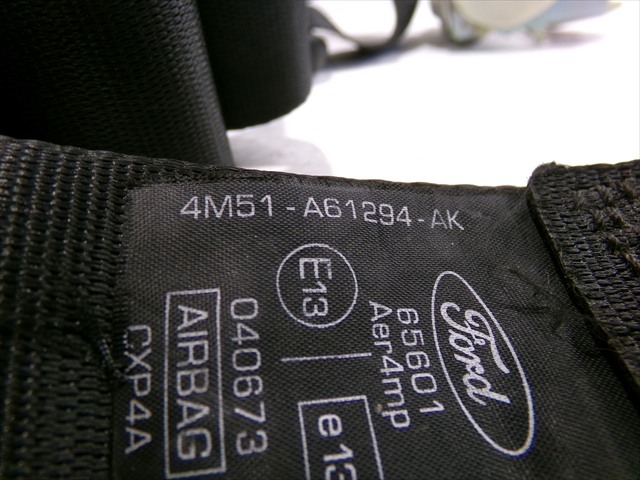 4M51-A61294-AK
Ford
65601
Aer4mp
E13
040673
AIRBAG
CXP4A
e13